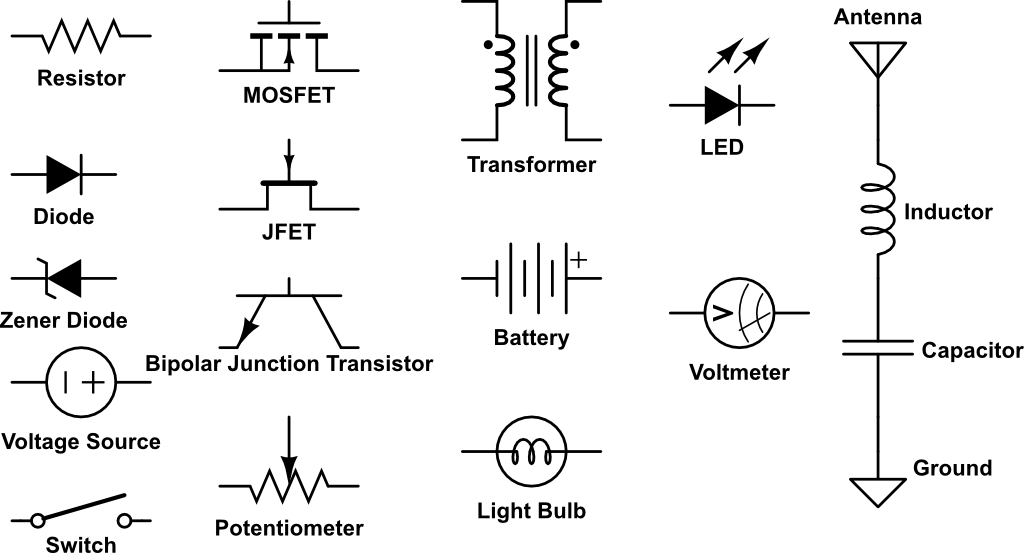 Resistor
Diode
Zener Diode
Voltage Source
Switch
MOSFET
JFET
Bipolar Junction Transistor
Potentiometer
Transformer
+
Battery
Light Bulb
LED
V
Voltmeter
Antenna
Inductor
Capacitor
Ground